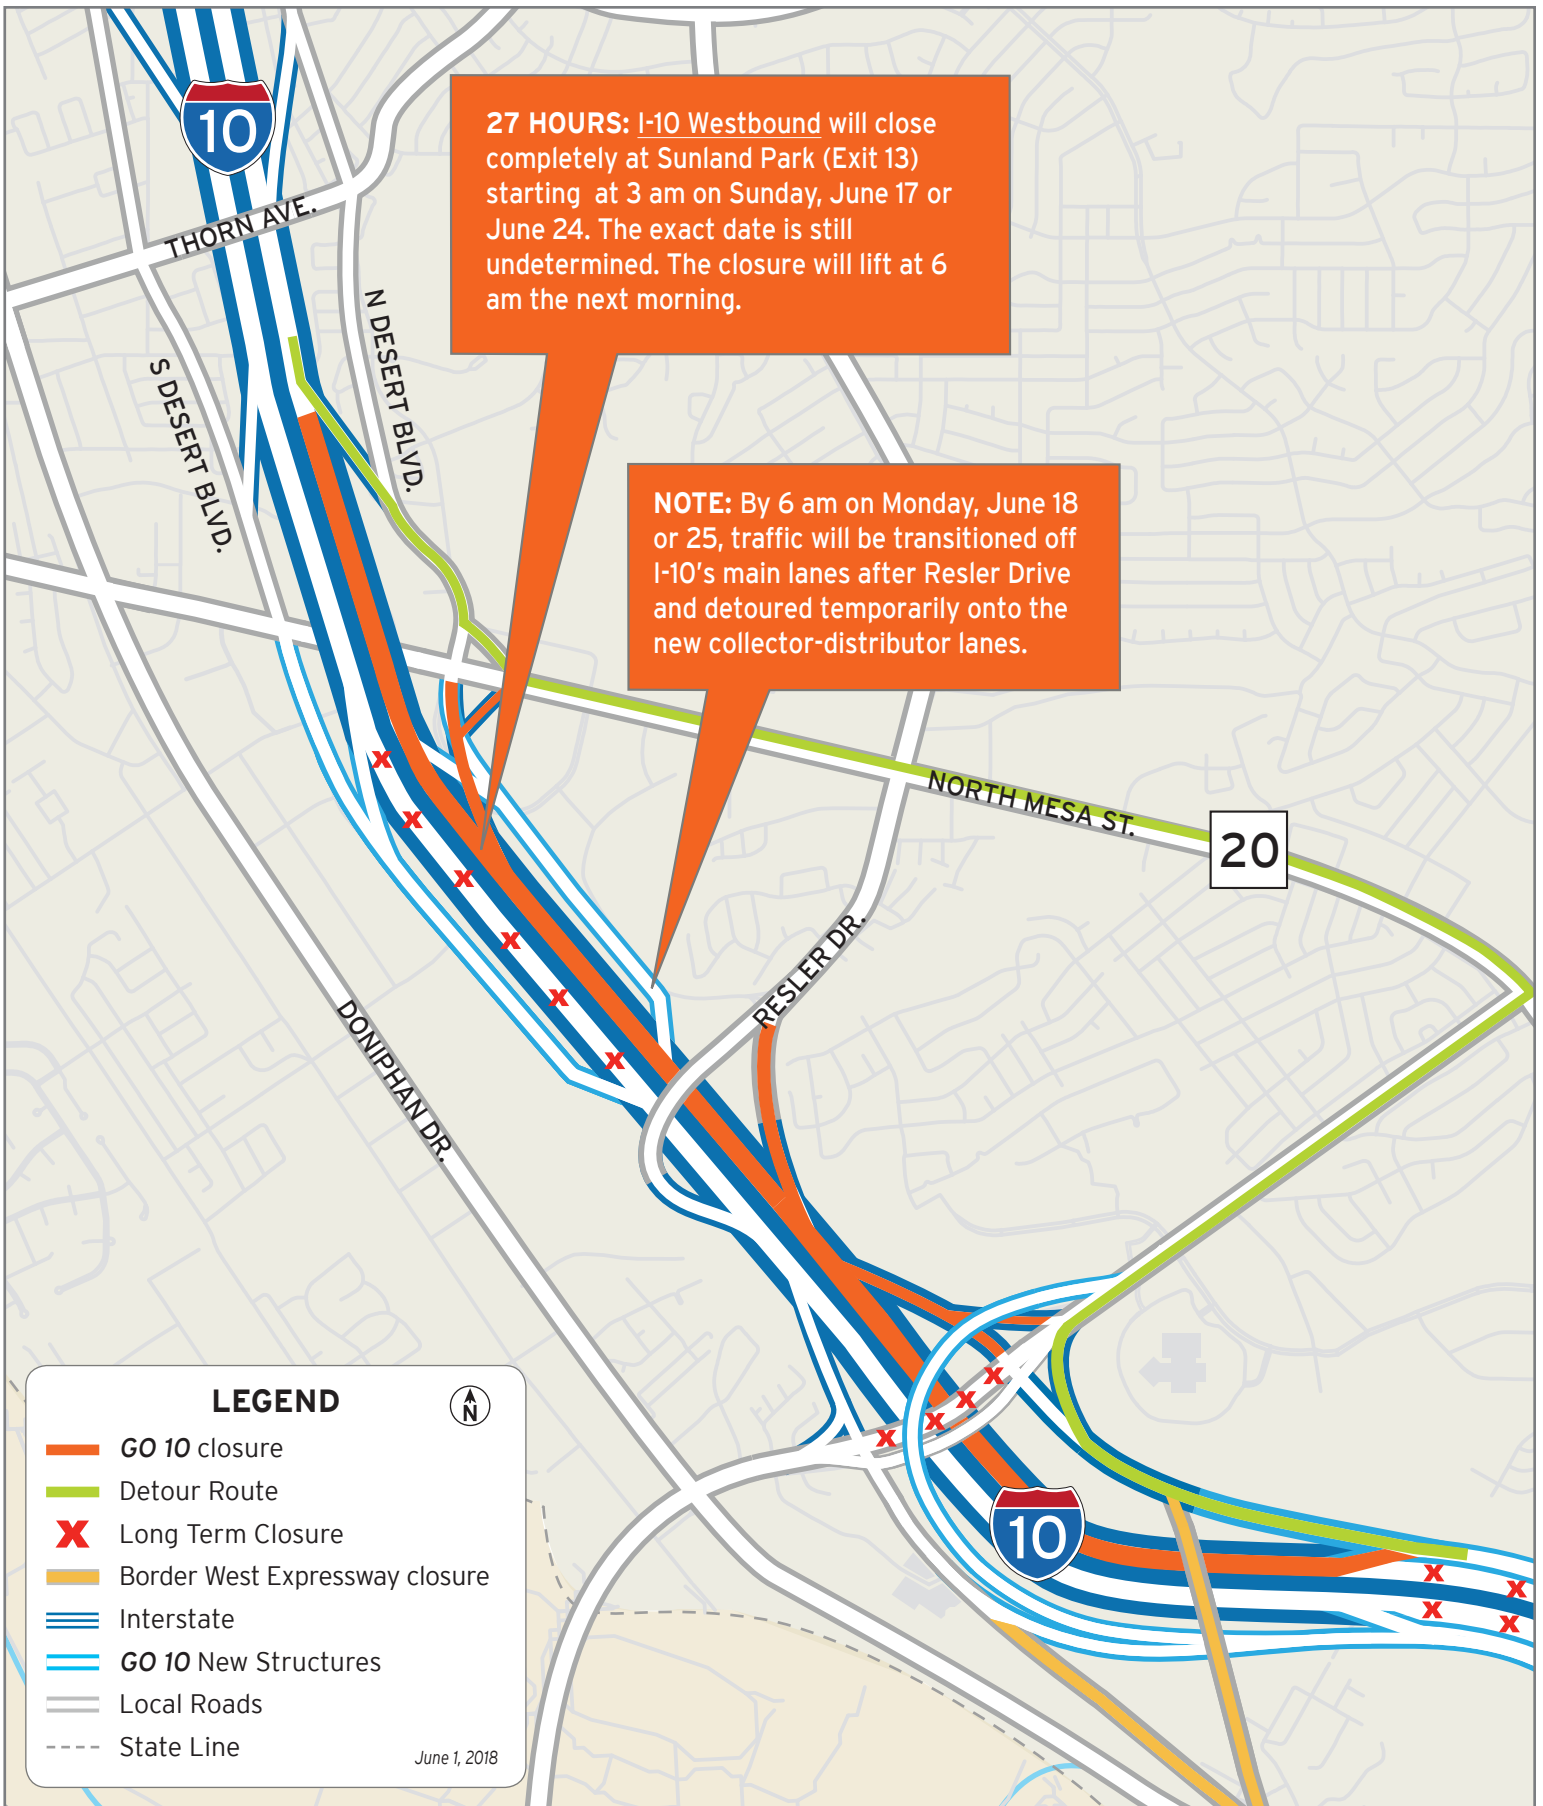 10
27 HOURS: I-10 Westbound will close
completely at Sunland Park (Exit 13)
starting at 3 am on Sunday, June 17 or
June 24. The exact date is still
undetermined. The closure will lift at 6
am the next morning.
THORN AVE.
N DESERT BLVD.
S DESERT BLVD.
NOTE: By 6 am on Monday, June 18
or 25, traffic will be transitioned off
I-10's main lanes after Resler Drive
and detoured temporarily onto the
new collector-distributor lanes.
NORTH MESA ST.
20
RESLER DR.
DONIPHAN DR.
10
LEGEND
N
GO 10 closure
Detour Route
X Long Term Closure
Border West Expressway closure
Interstate
GO 10 New Structures
Local Roads
State Line
June 1, 2018
x
x
x
x
x
x
x
x
x
x
x
x
x
x